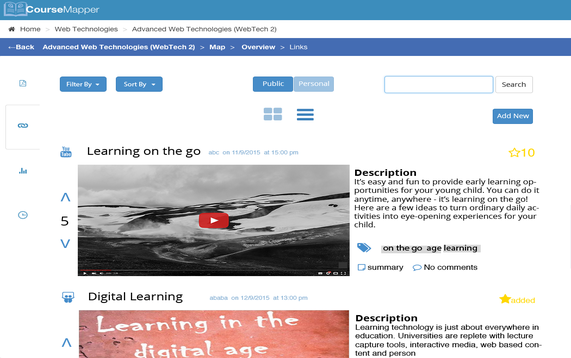 CourseMapper
Home > Web Technologies > Advanced Web Technologies (WebTech 2)
←Back Advanced Web Technologies (WebTech 2) > Map > Overview > Links
Filter By Sort By Public Personal Search
Add New
You Tube Learning on the go abc on 11/9/2015 at 15:00 pm 10
Description
It's easy and fun to provide early learning op-
portunities for your young child. You can do it
anytime, anywhere - it's learning on the go!
Here are a few ideas to turn ordinary daily ac-
tivities into eye-opening experiences for your
child.
5
on the go age learning
summary No comments
Digital Learning ababa on 12/9/2015 at 13:00 pm added
Description
Learning technology is just about everywhere in
education. Universities are replete with lecture
capture tools, interactive media, web based con-
tent and person
Learning in the
digital age